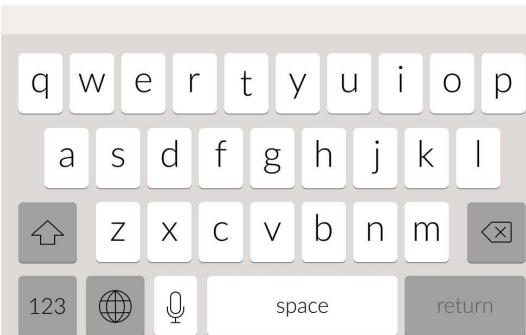 q w e r t y u i o p
a s d f g h j k l
z x c v b n m
123 space return